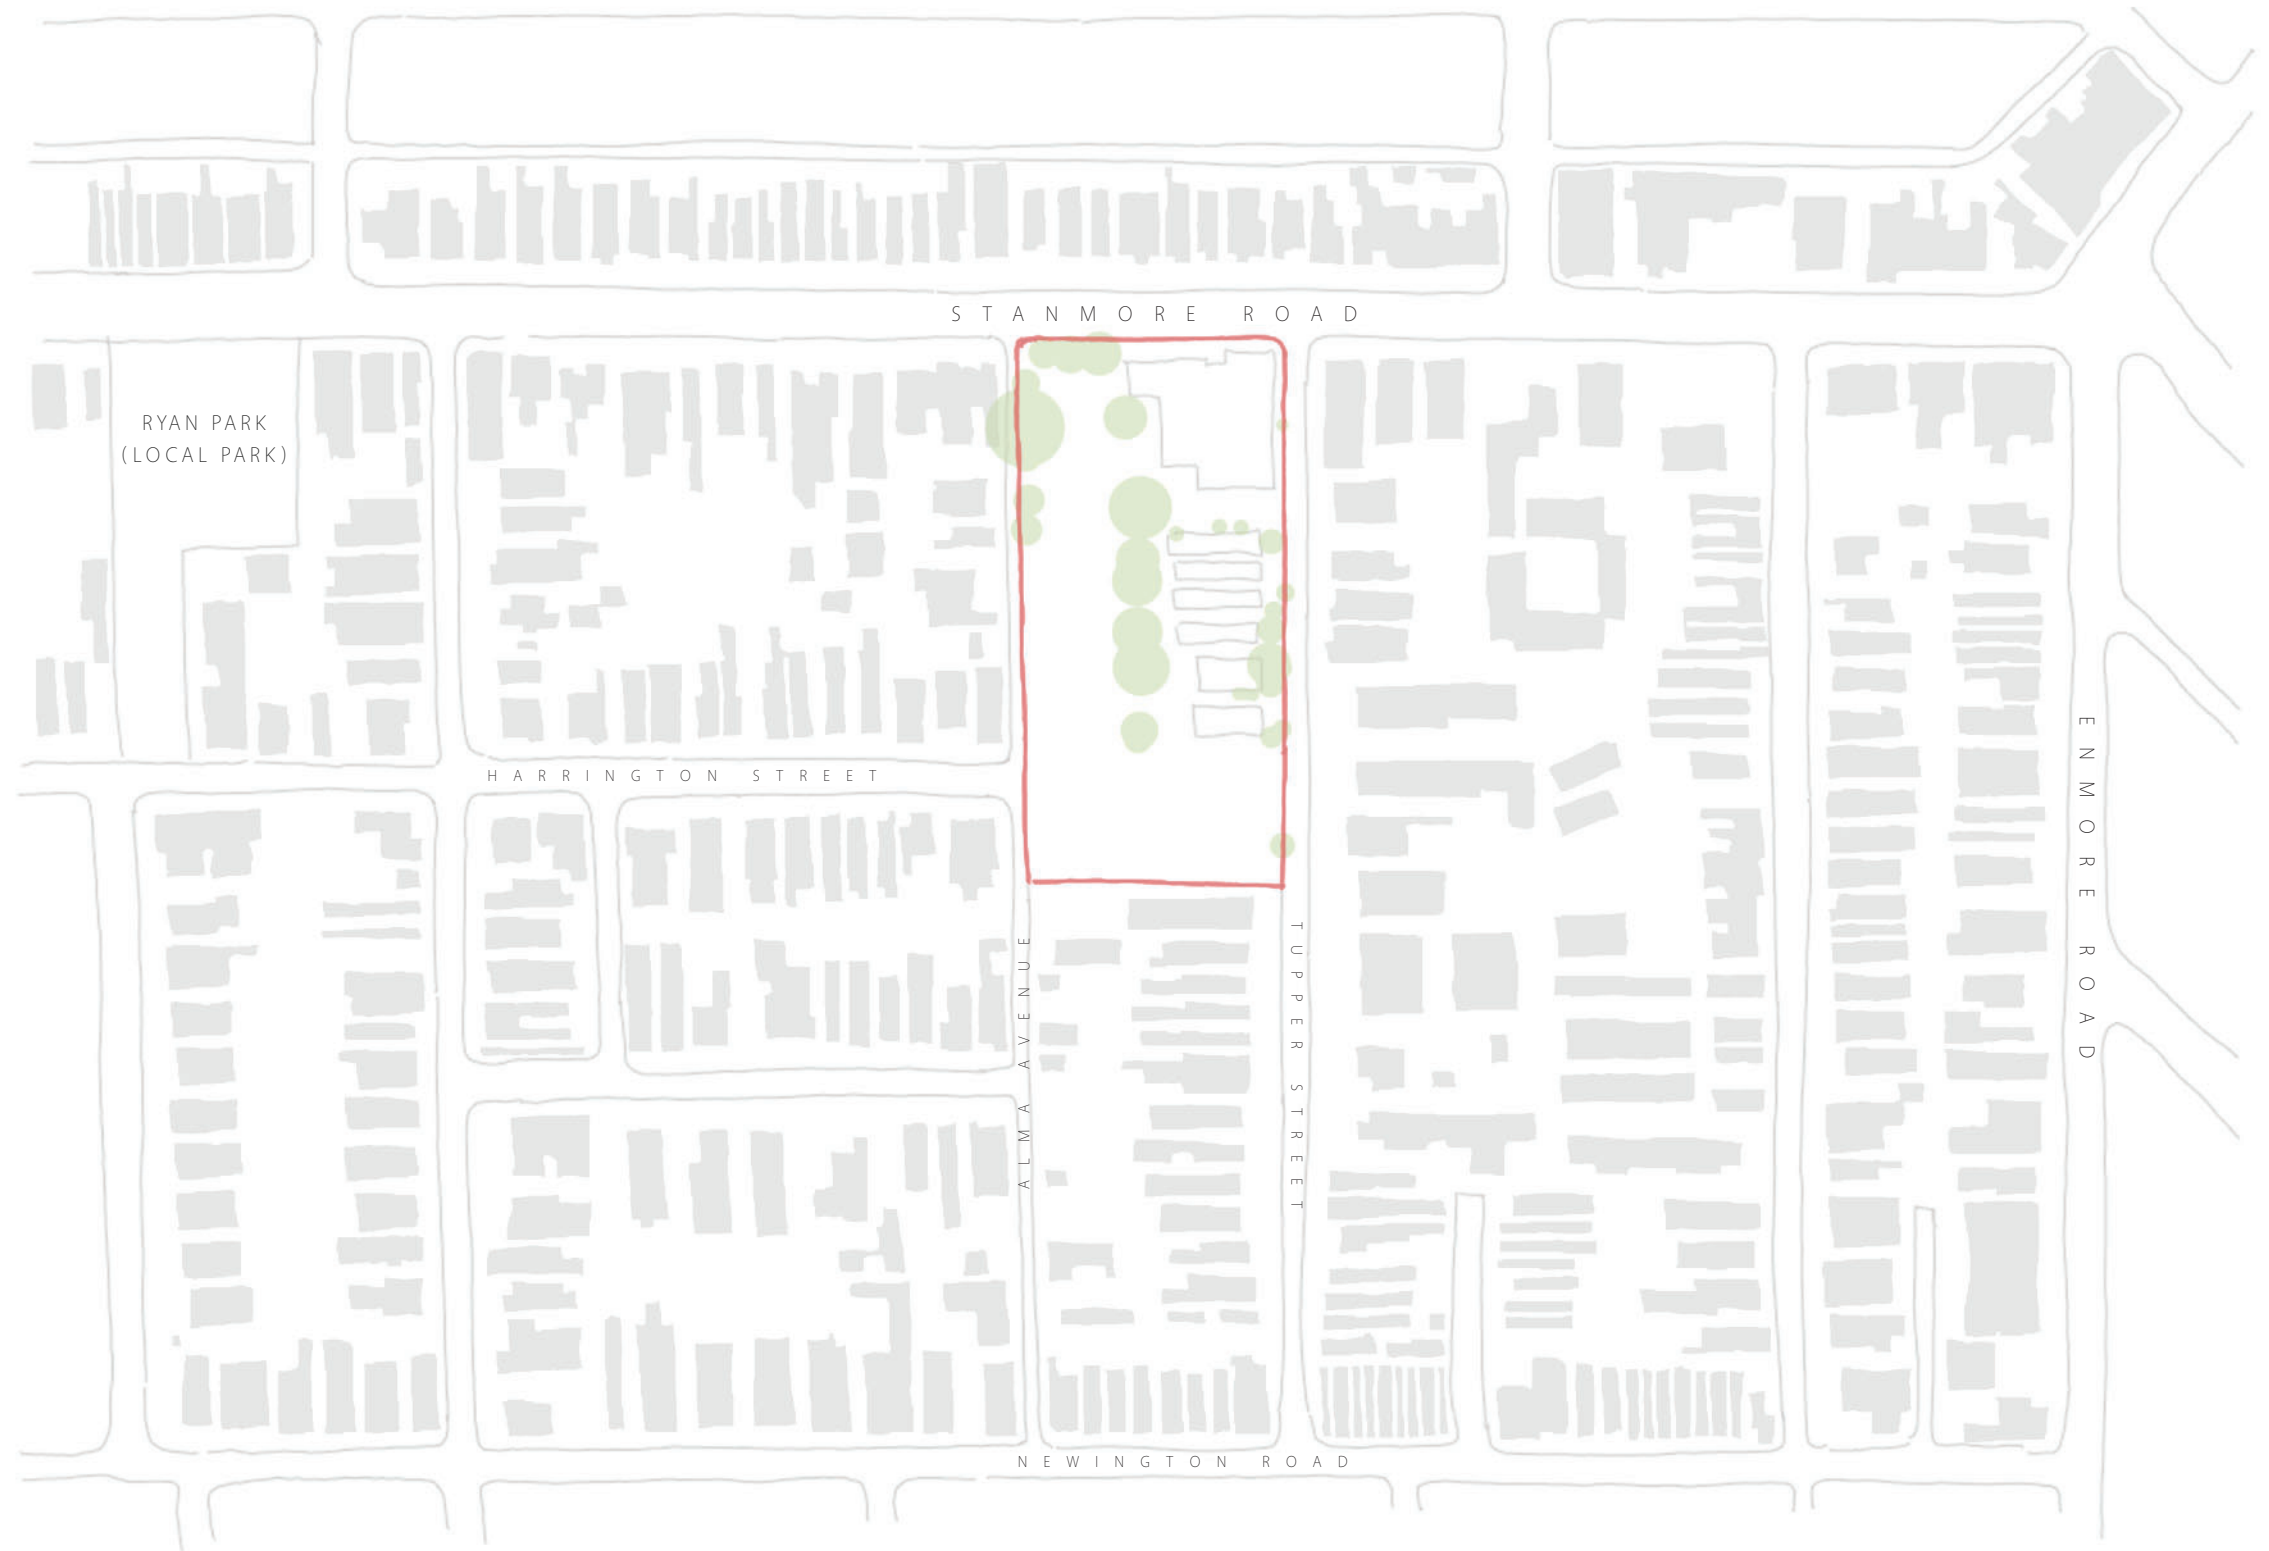 STANMORE ROAD
RYAN PARK
(LOCAL PARK)
HARRINGTON STREET
ENMORE ROAD
ALMA AVENUE
TUPPER STREET
NEWINGTON ROAD